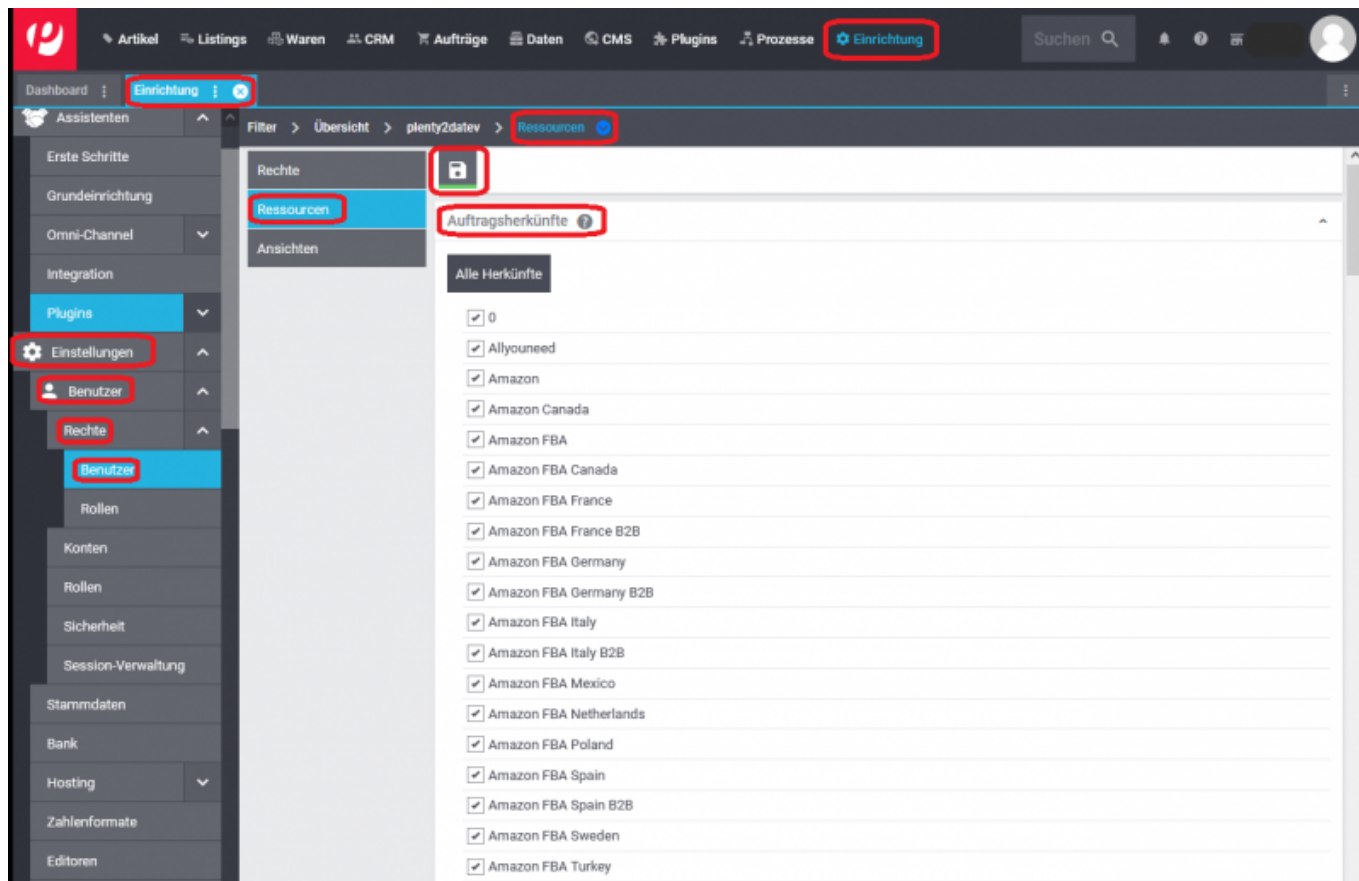 Artikel Listings Waren CRM Aufträge Daten CMS Plugins Prozesse Einrichtung Suchen
Dashboard Einrichtung
Assistenten
Erste Schritte
Grundeinrichtung
Omni-Channel
Integration
Plugins
Einstellungen
Benutzer
Rechte
Benutzer
Rollen
Konten
Rollen
Sicherheit
Session-Verwaltung
Stammdaten
Bank
Hosting
Zahlenformate
Editoren
Filter > Übersicht > plenty2datev > Ressourcen
Rechte
Ressourcen
Ansichten
Auftragsherkünfte ?
Alle Herkünfte
0
Allyouneed
Amazon
Amazon Canada
Amazon FBA
Amazon FBA Canada
Amazon FBA France
Amazon FBA France B2B
Amazon FBA Germany
Amazon FBA Germany B2B
Amazon FBA Italy
Amazon FBA Italy B2B
Amazon FBA Mexico
Amazon FBA Netherlands
Amazon FBA Poland
Amazon FBA Spain
Amazon FBA Spain B2B
Amazon FBA Sweden
Amazon FBA Turkey